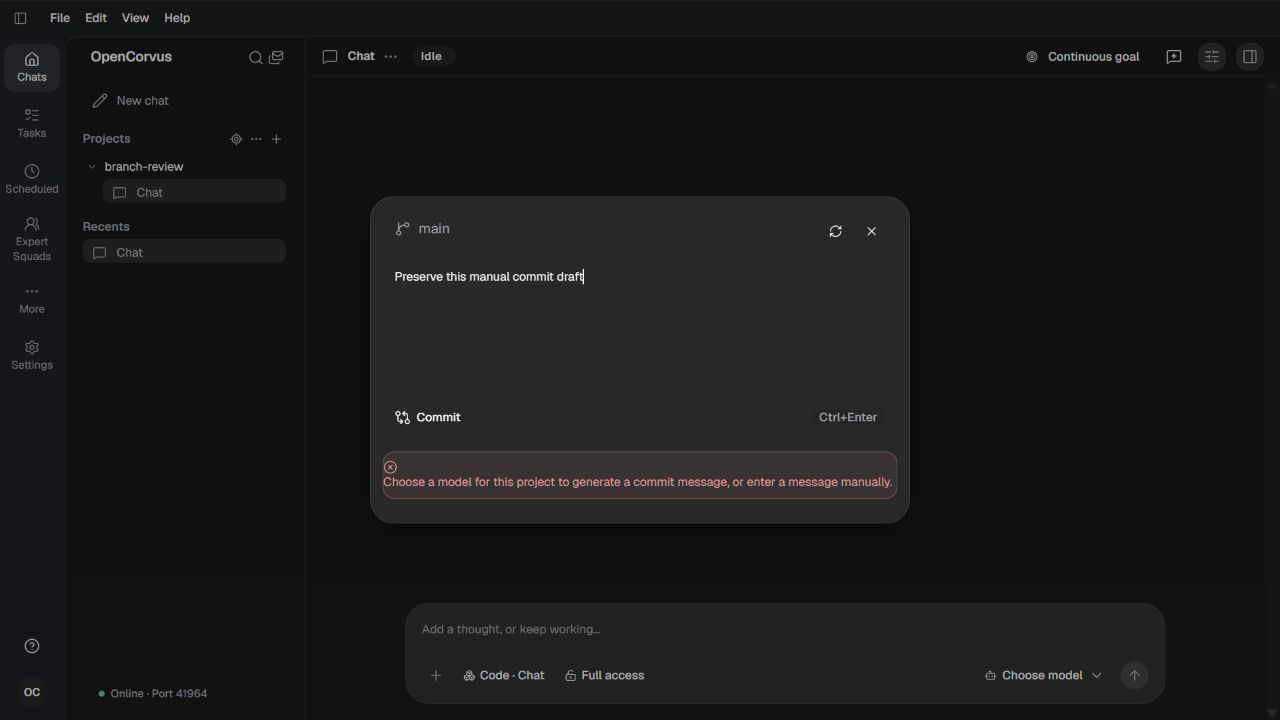 File Edit View Help
OpenCorvus
Chat ··· Idle
Continuous goal
Chats
New chat
Tasks
Projects
branch-review
Chat
Scheduled
Recents
Chat
Expert
Squads
More
Settings
main
Preserve this manual commit draft
Commit
Ctrl+Enter
Choose a model for this project to generate a commit message, or enter a message manually.
Add a thought, or keep working...
Code · Chat
Full access
Choose model
OC
Online · Port 41964